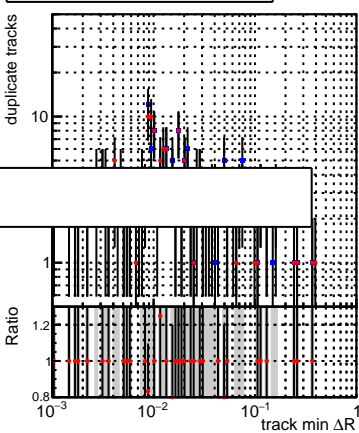 duplicate tracks
10
1
Ratio
1.2
1
0.8
10⁻³ 10⁻² 10⁻¹ 1
track min ΔR